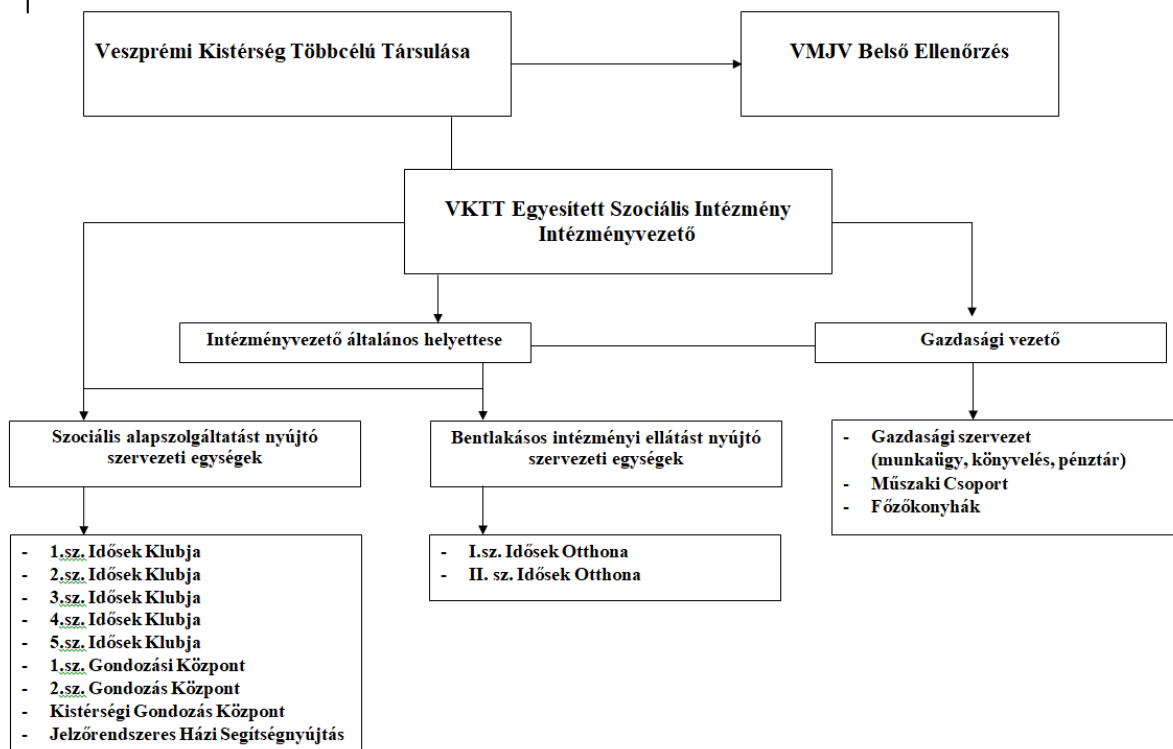 Veszprémi Kistérség Többcélú Társulása
VMJV Belső Ellenőrzés
VKTT Egyesített Szociális Intézmény
Intézményvezető
Intézményvezető általános helyettese
Gazdasági vezető
Szociális alapszolgáltatást nyújtó
szervezeti egységek
Bentlakásos intézményi ellátást nyújtó
szervezeti egységek
- Gazdasági szervezet
(munkaügy, könyvelés, pénztár)
- Műszaki Csoport
- Főzőkonyhák
- 1.sz. Idősek Klubja
- 2.sz. Idősek Klubja
- 3.sz. Idősek Klubja
- 4.sz. Idősek Klubja
- 5.sz. Idősek Klubja
- 1.sz. Gondozási Központ
- 2.sz. Gondozás Központ
- Kistérségi Gondozás Központ
- Jelzőrendszeres Házi Segítségnyújtás
- I.sz. Idősek Otthona
- II. sz. Idősek Otthona